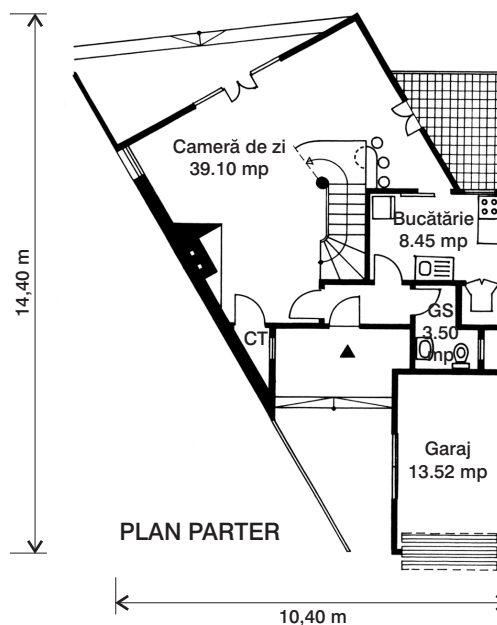 Cameră de zi
39.10 mp
Bucătărie
8.45 mp
14,40 m
GS
3.50
mp
CT
Garaj
13.52 mp
PLAN PARTER
10,40 m